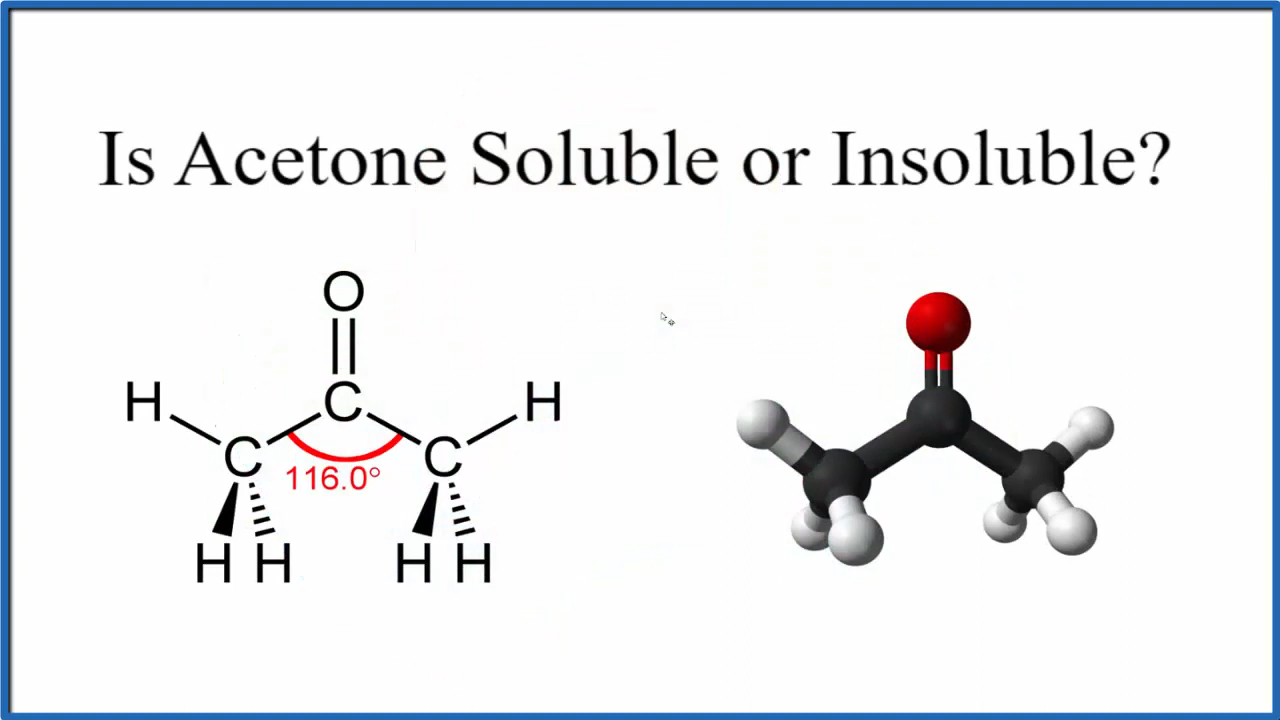 Is Acetone Soluble or Insoluble?
O
H C H
C C
116.0°
H H H H